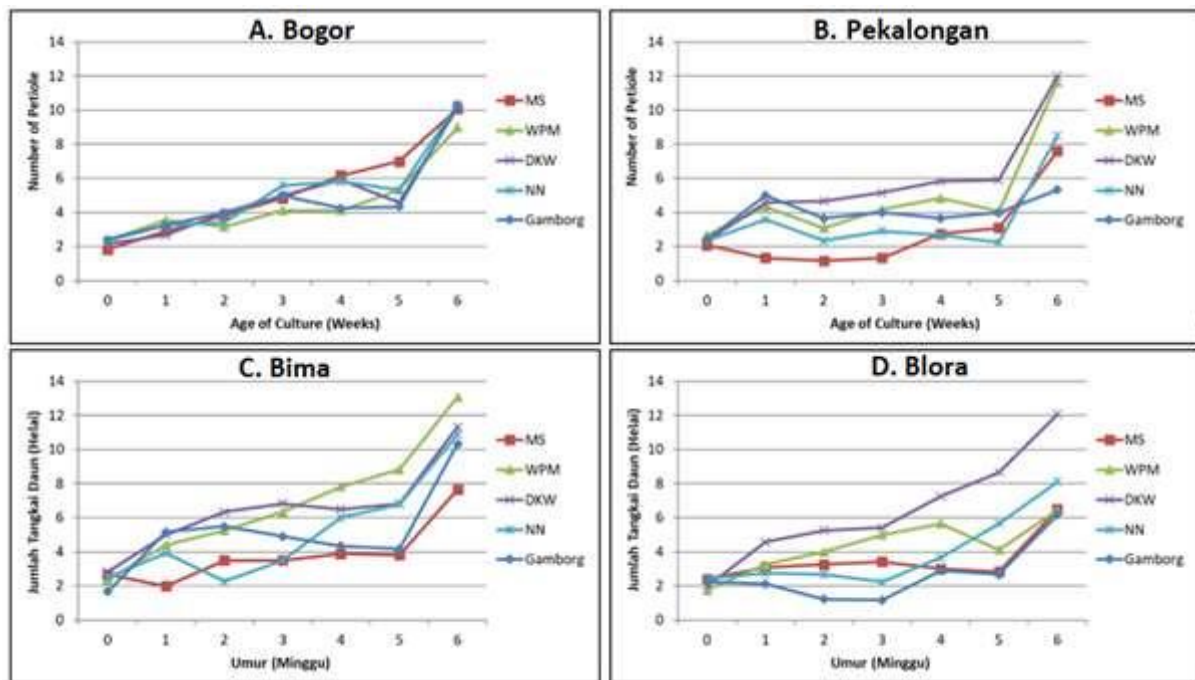 A. Bogor
Number of Petiole
14
12
10
8
6
4
2
0
0 1 2 3 4 5 6
Age of Culture (Weeks)
MS
WPM
DKW
NN
Gamborg
B. Pekalongan
Number of Petiole
14
12
10
8
6
4
2
0
0 1 2 3 4 5 6
Age of Culture (Weeks)
MS
WPM
DKW
NN
Gamborg
C. Bima
Jumlah Tangkai Daun (Helai)
14
12
10
8
6
4
2
0
0 1 2 3 4 5 6
Umur (Minggu)
MS
WPM
DKW
NN
Gamborg
D. Blora
Jumlah Tangkai Daun (Helai)
14
12
10
8
6
4
2
0
0 1 2 3 4 5 6
Umur (Minggu)
MS
WPM
DKW
NN
Gamborg